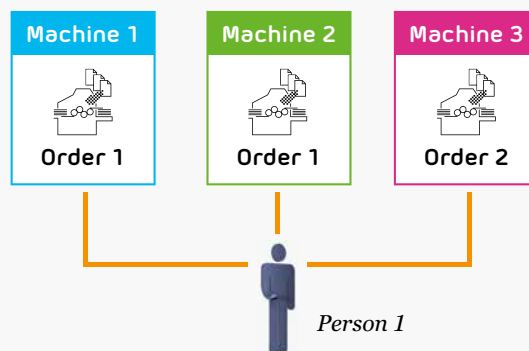 Machine 1
Machine 2
Machine 3
Order 1
Order 1
Order 2
Person 1